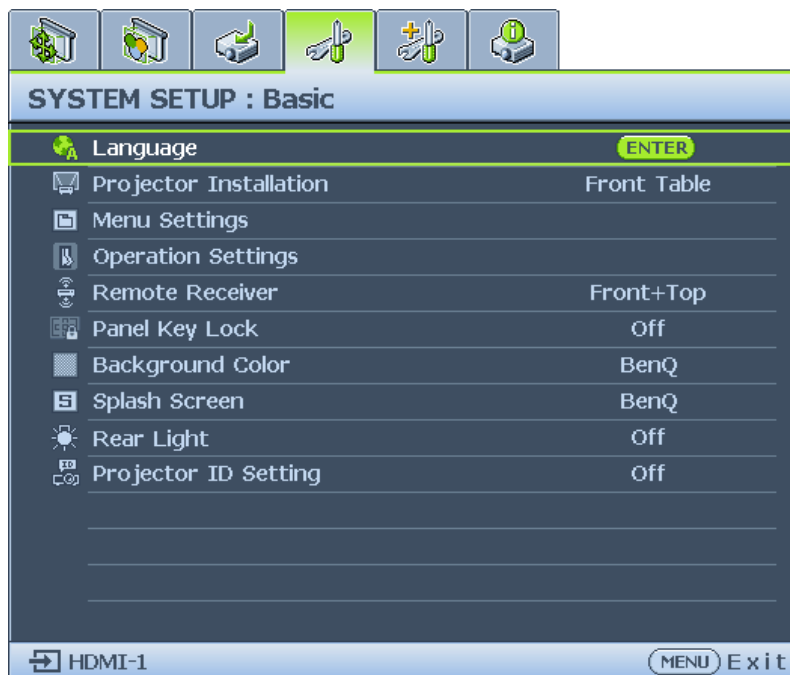 SYSTEM SETUP : Basic
Language ENTER
Projector Installation Front Table
Menu Settings
Operation Settings
Remote Receiver Front+Top
Panel Key Lock Off
Background Color BenQ
Splash Screen BenQ
Rear Light Off
Projector ID Setting Off
HDMI-1 MENU Exit